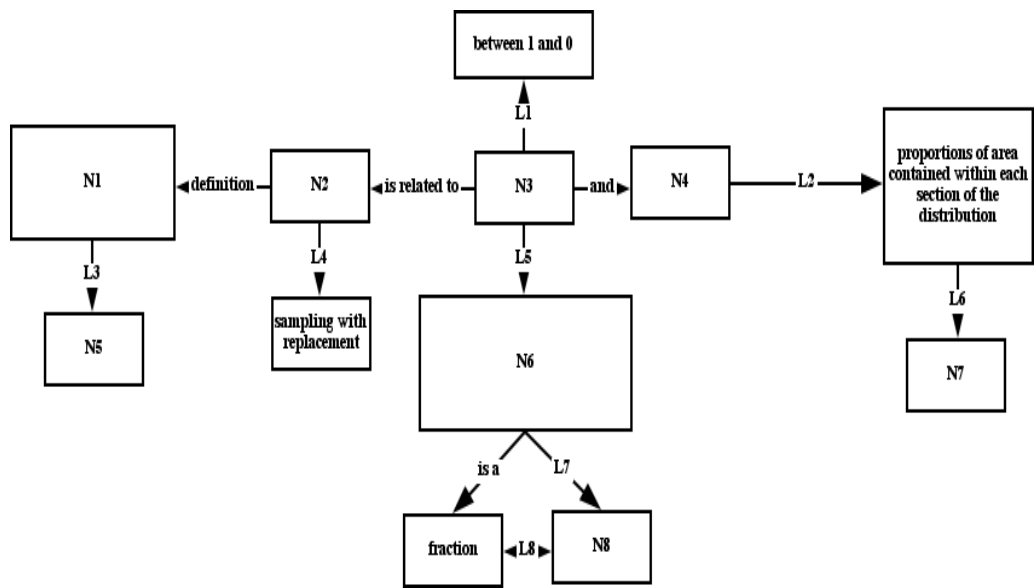 between 1 and 0
L1
N1
definition
N2
is related to
N3
and
N4
L2
proportions of area
contained within each
section of the
distribution
L3
L4
L5
L6
N5
sampling with
replacement
N6
N7
is a
L7
fraction
L8
N8